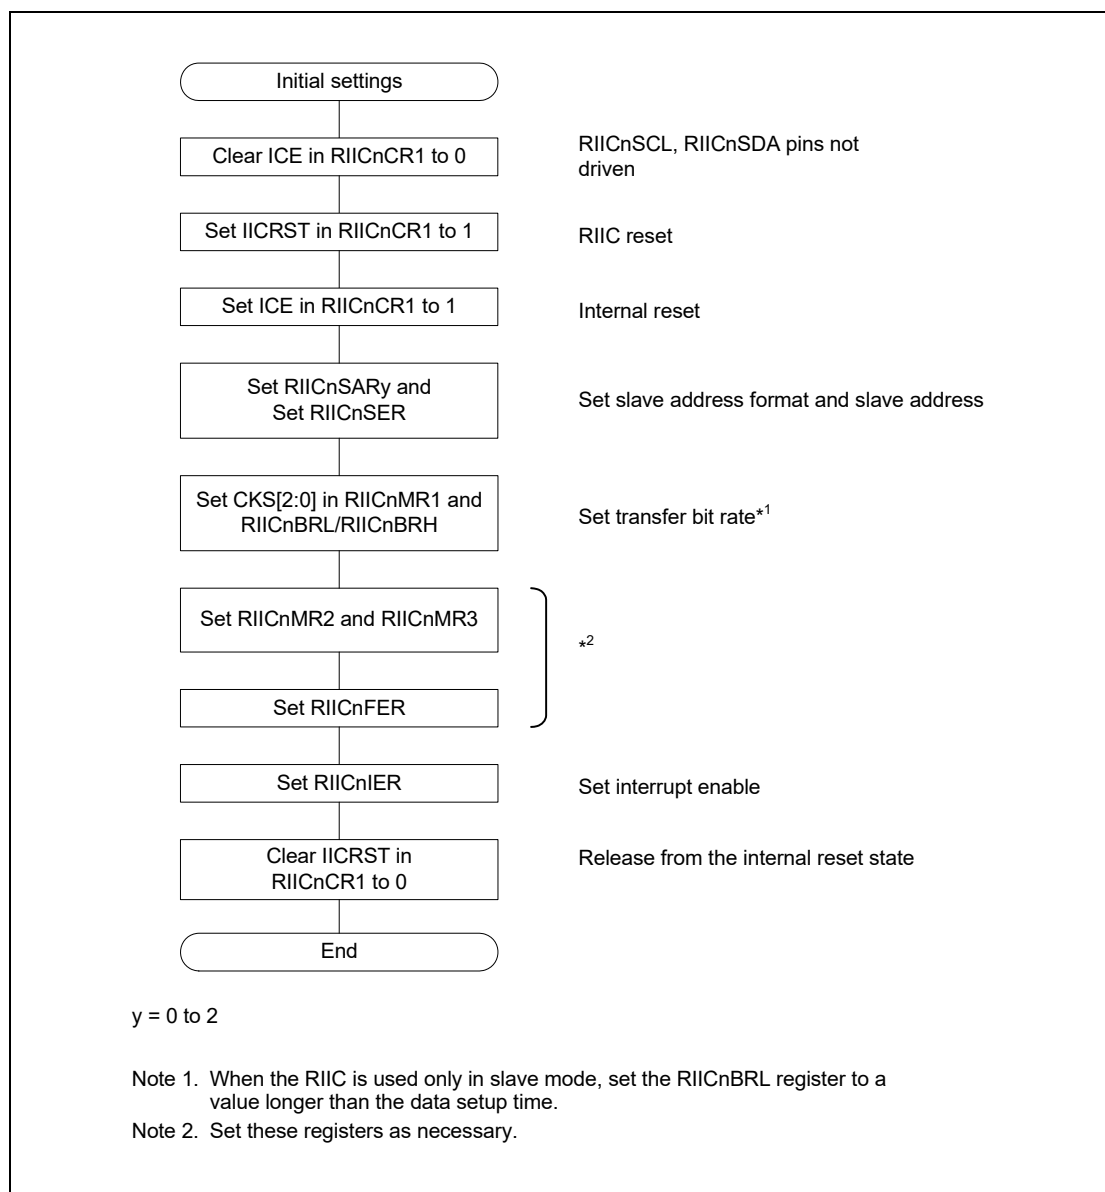 Initial settings
Clear ICE in RIICnCR1 to 0
RIICnSCL, RIICnSDA pins not
driven
Set IICRST in RIICnCR1 to 1
RIIC reset
Set ICE in RIICnCR1 to 1
Internal reset
Set RIICnSARy and
Set RIICnSER
Set slave address format and slave address
Set CKS[2:0] in RIICnMR1 and
RIICnBRL/RIICnBRH
Set transfer bit rate*1
Set RIICnMR2 and RIICnMR3
*2
Set RIICnFER
Set RIICnIER
Set interrupt enable
Clear IICRST in
RIICnCR1 to 0
Release from the internal reset state
End
y = 0 to 2
Note 1. When the RIIC is used only in slave mode, set the RIICnBRL register to a
value longer than the data setup time.
Note 2. Set these registers as necessary.